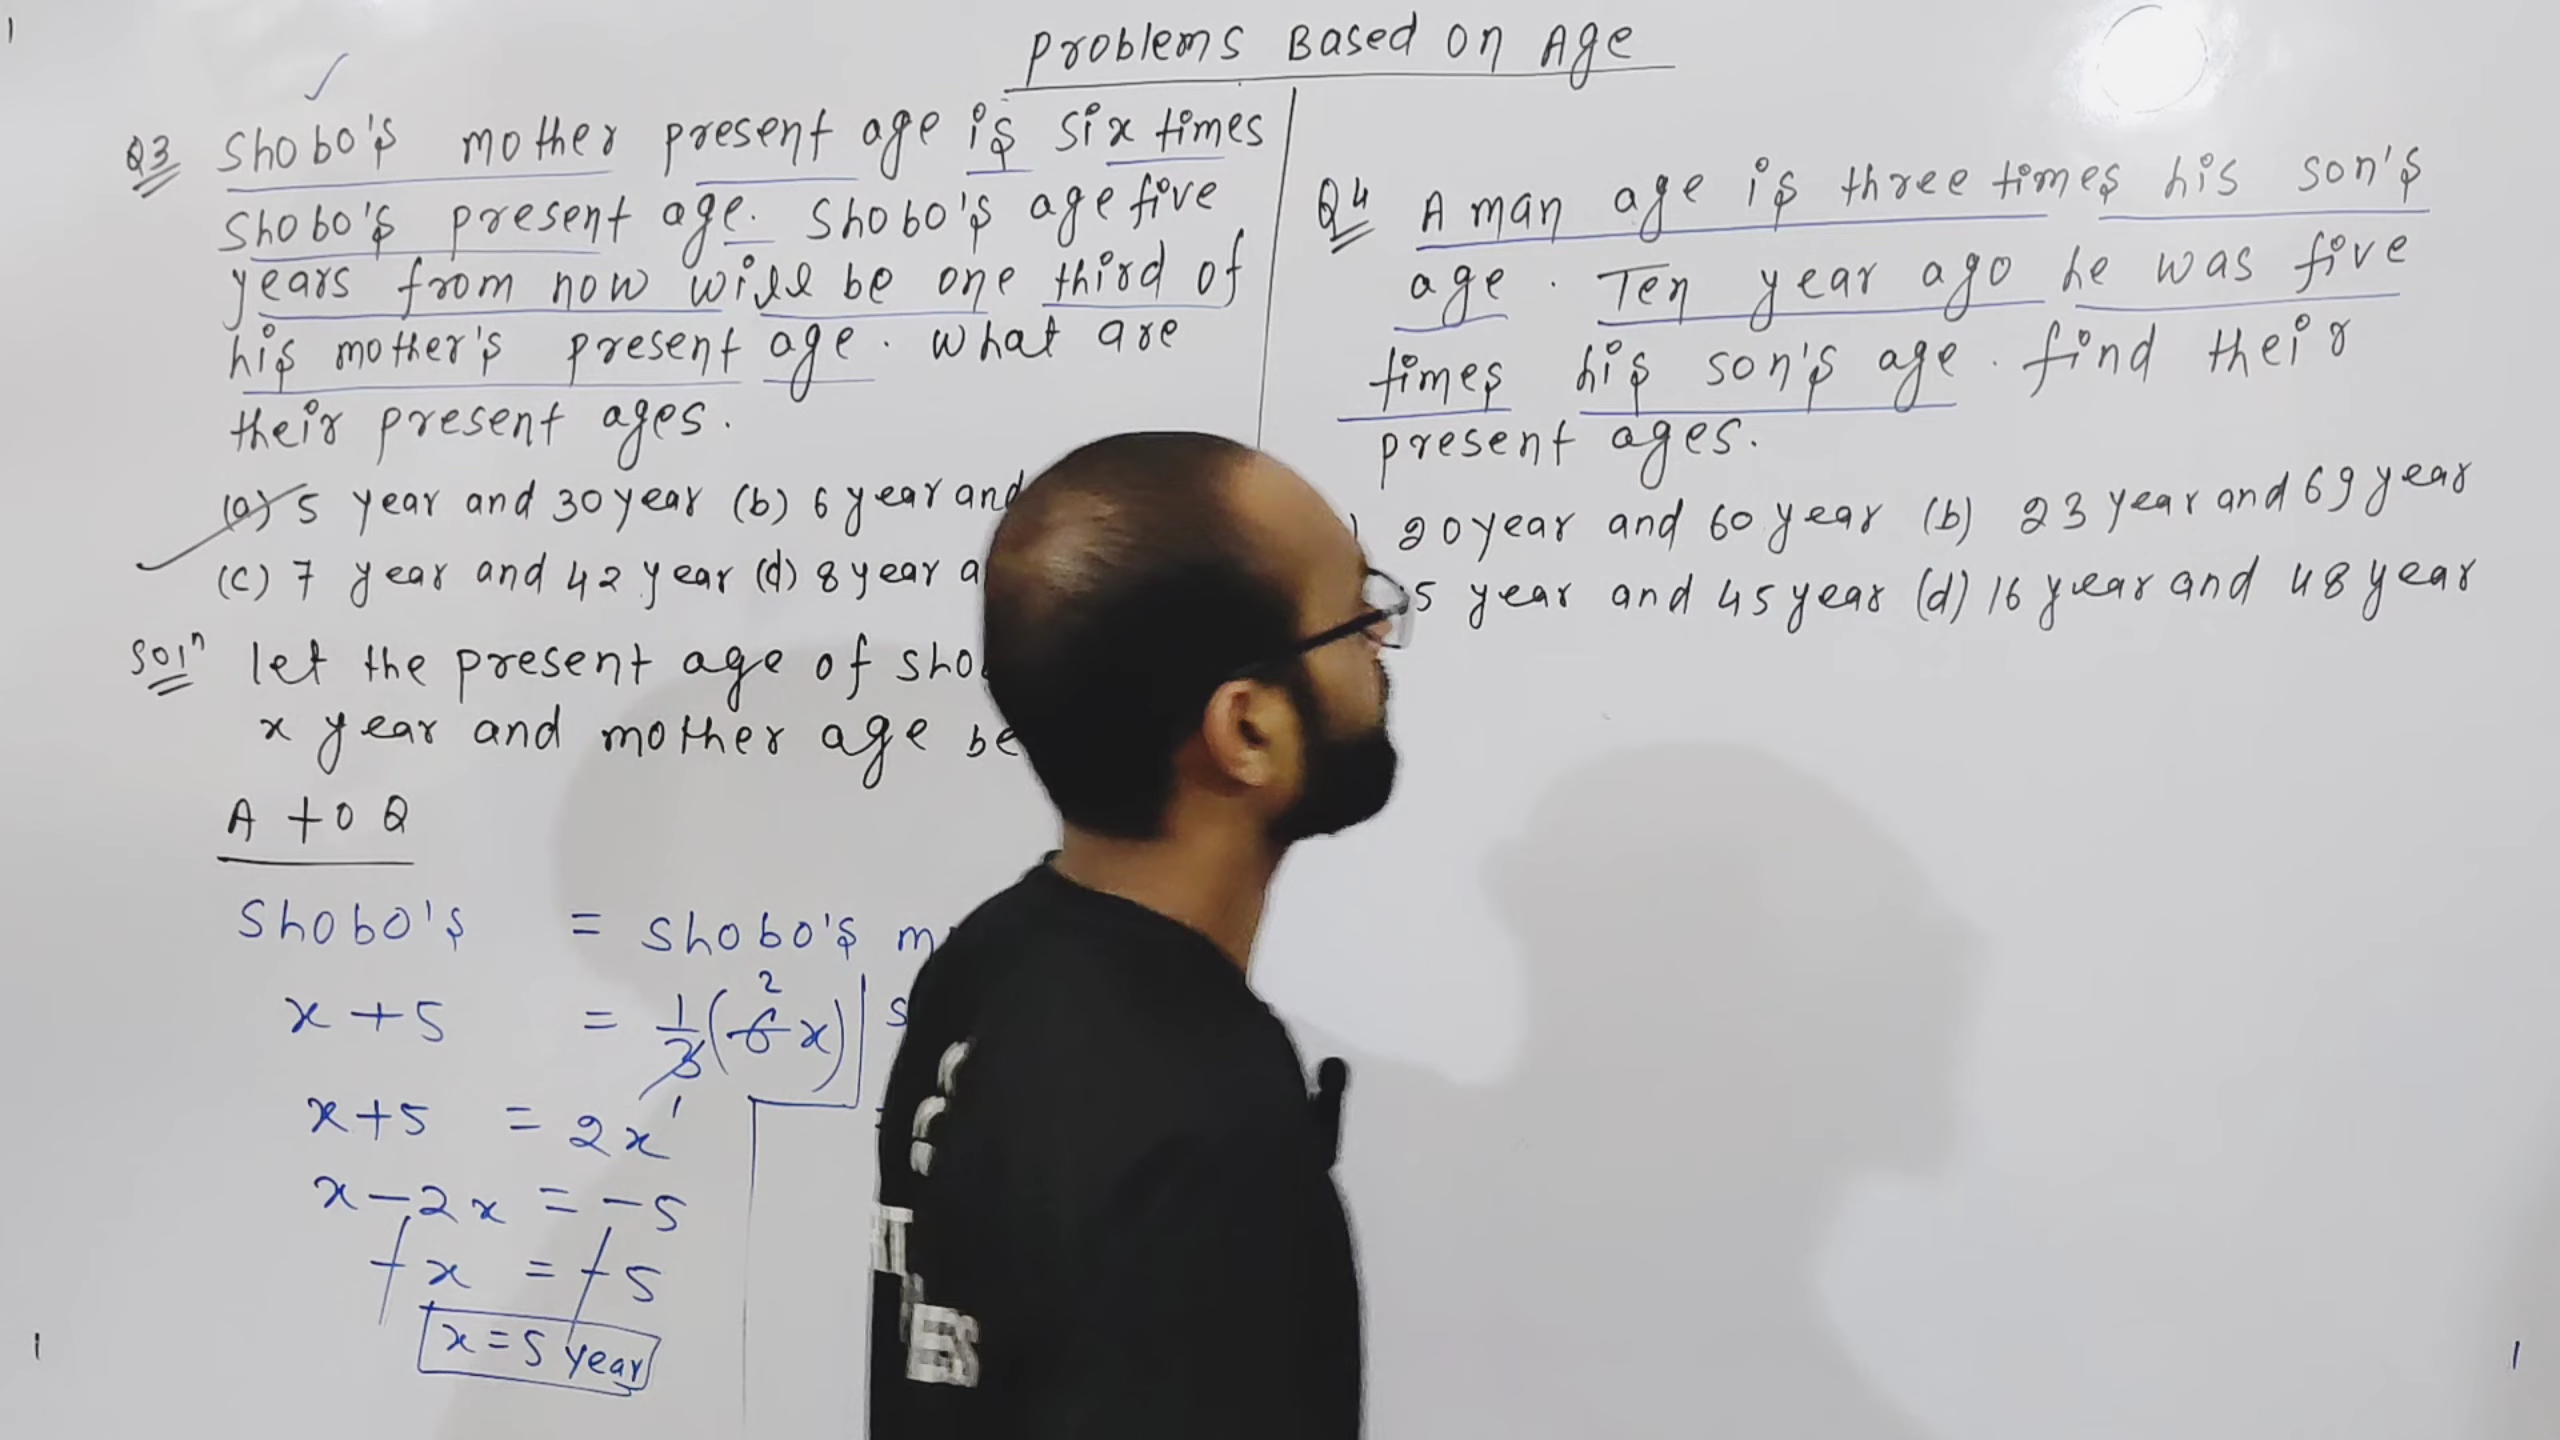 Problems Based on Age
Q3 Shobo's mother present age is six times
Shobo's present age. Shobo's age five
years from now will be one third of
his mother's present age. What are
their present ages.
(a) 5 year and 30 year (b) 6 year and
(c) 7 year and 42 year (d) 8 year
Soln let the present age of
x year and mother age be
A to Q
Shobo's = Shobo's
x + 5 = 1/3 (6x) 2
x + 5 = 2x 1
x - 2x = -5
-x = -5
x = 5 year
Q4 A man age is three times his son's
age. Ten year ago he was five
times his son's age. find their
present ages.
20 year and 60 year (b) 23 year and 69 year
5 year and 45 year (d) 16 year and 48 year